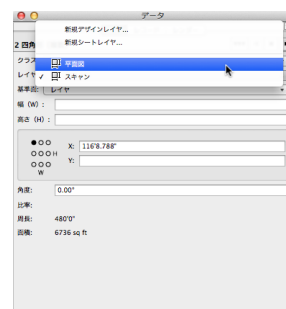 データ
新規デザインレイヤ...
新規シートレイヤ...
2 四角
クラス
平面図
レイヤ
✓ スキャン
基準面: レイヤ
幅 (W) :
高さ (H) :
H
W
X: 116'8.788"
Y:
角度: 0.00°
比率:
周長: 480'0"
面積: 6736 sq ft